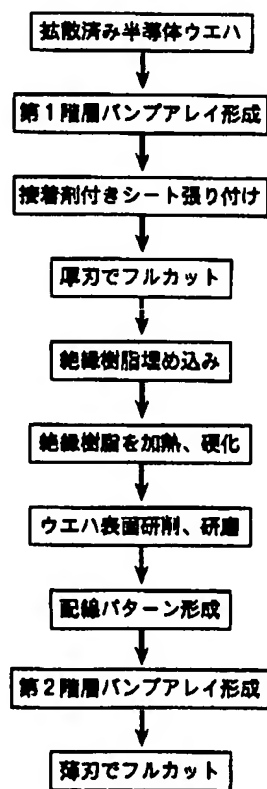 拡散済み半導体ウエハ
第1階層バンプアレイ形成
接着剤付きシート張り付け
厚刃でフルカット
絶縁樹脂埋め込み
絶縁樹脂を加熱、硬化
ウエハ表面研削、研磨
配線パターン形成
第2階層バンプアレイ形成
薄刃でフルカット